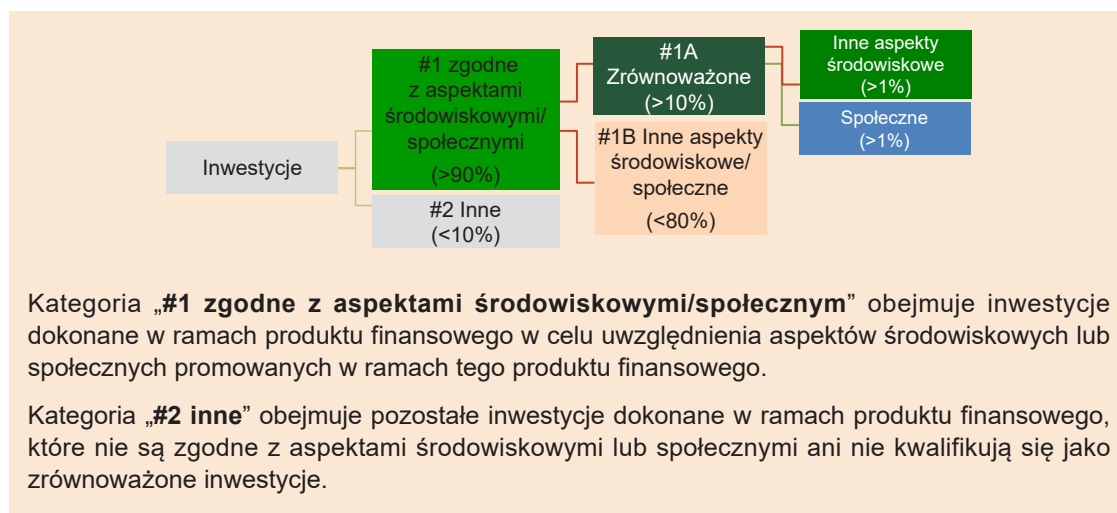 Inwestycje
#1 zgodne
z aspektami
środowiskowymi/
społecznymi
(>90%)
#2 Inne
(<10%)
#1A
Zrównoważone
(>10%)
#1B Inne aspekty
środowiskowe/
społeczne
(<80%)
Inne aspekty
środowiskowe
(>1%)
Społeczne
(>1%)
Kategoria „#1 zgodne z aspektami środowiskowymi/społecznym” obejmuje inwestycje
dokonane w ramach produktu finansowego w celu uwzględnienia aspektów środowiskowych lub
społecznych promowanych w ramach tego produktu finansowego.
Kategoria „#2 inne” obejmuje pozostałe inwestycje dokonane w ramach produktu finansowego,
które nie są zgodne z aspektami środowiskowymi lub społecznymi ani nie kwalifikują się jako
zrównoważone inwestycje.